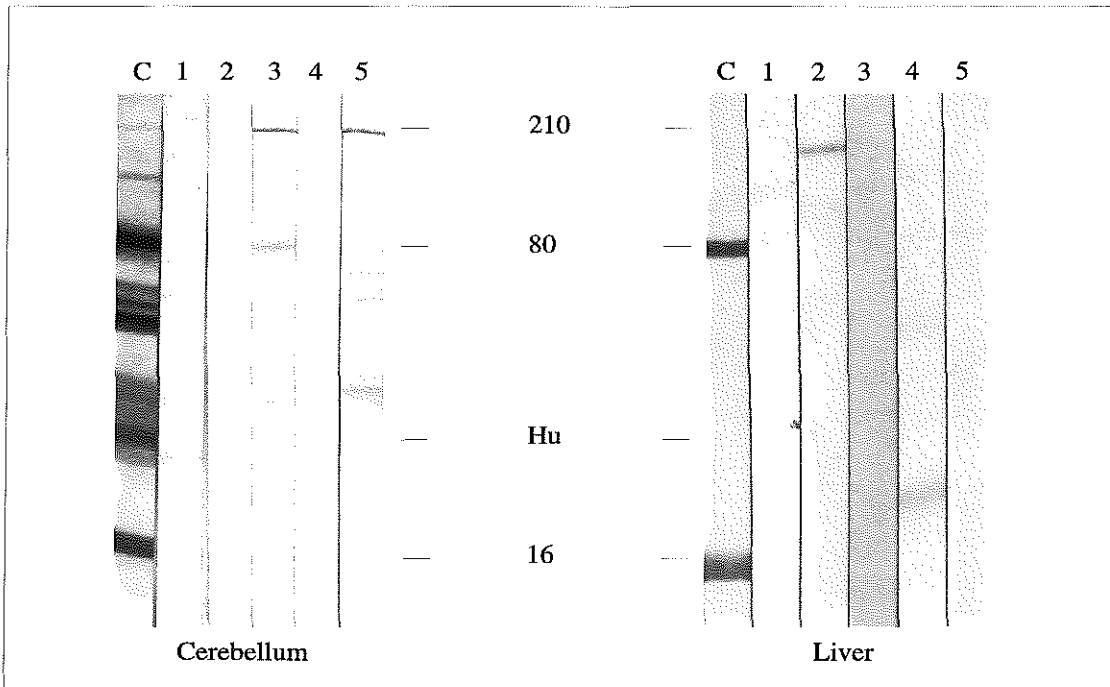 C 1 2 3 4 5
C 1 2 3 4 5
— 210 —
— 80 —
— Hu —
— 16 —
Cerebellum
Liver